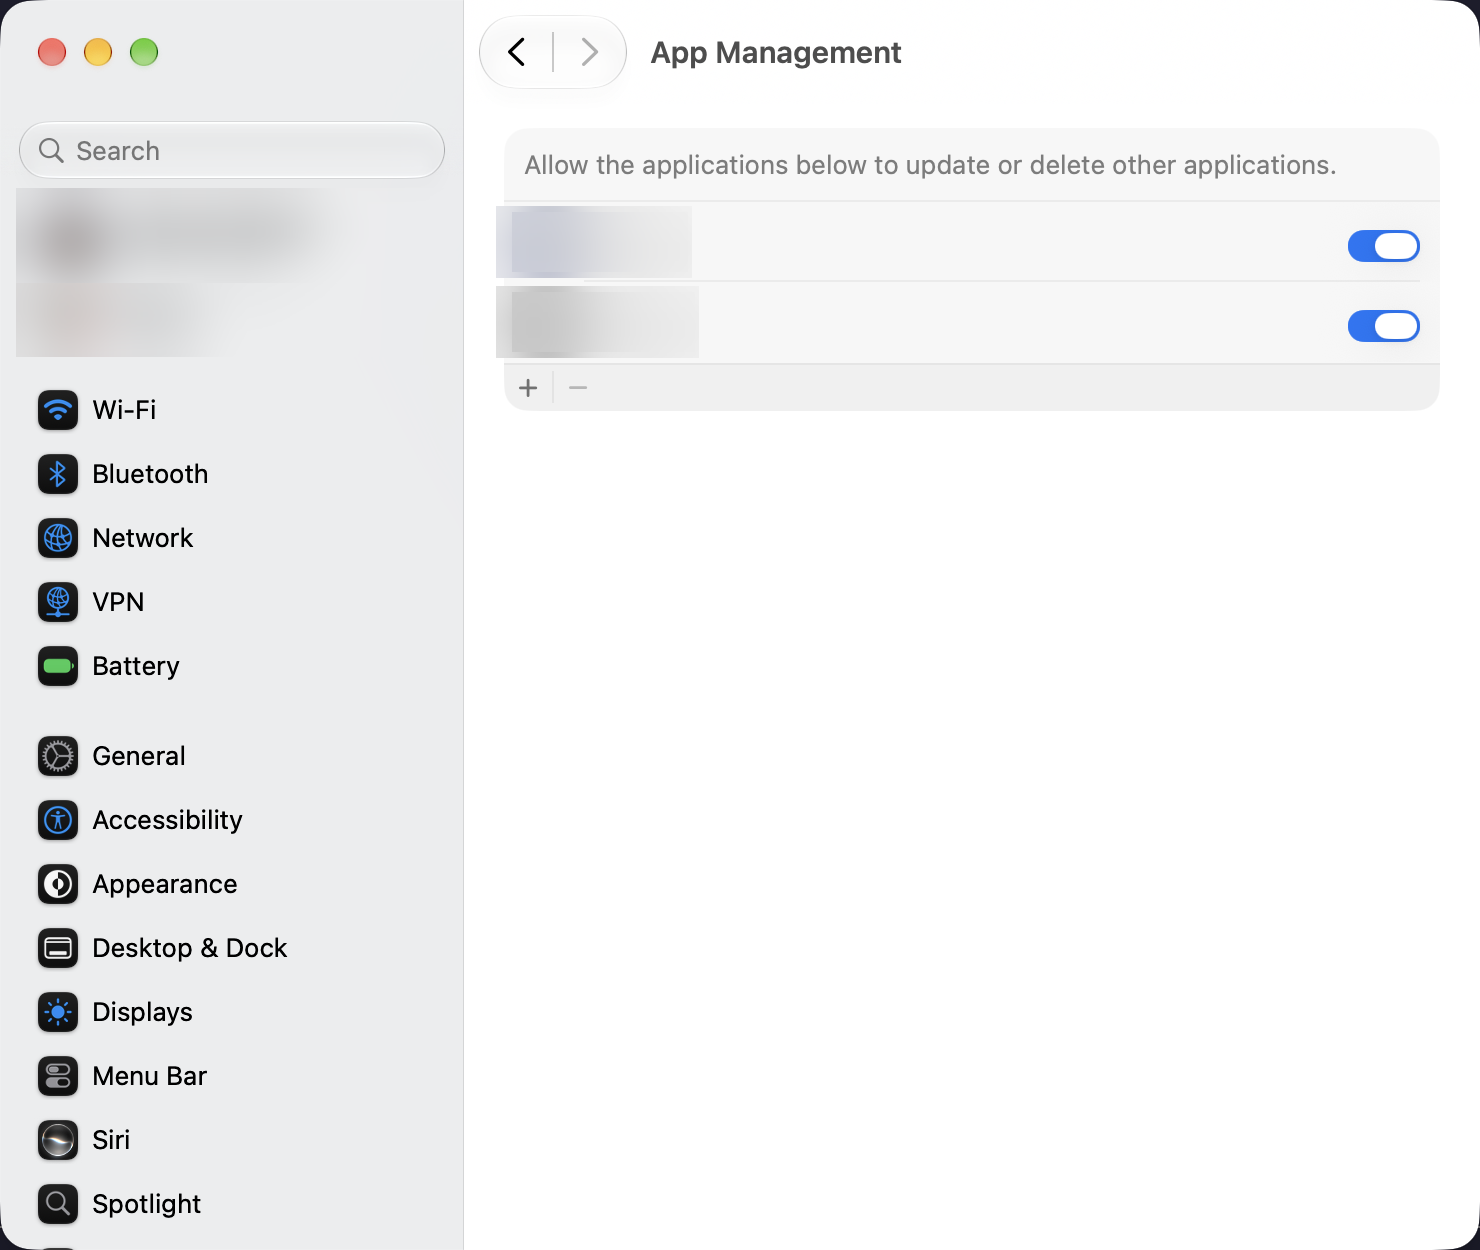 App Management
Search
Allow the applications below to update or delete other applications.
Wi-Fi
Bluetooth
Network
VPN
Battery
General
Accessibility
Appearance
Desktop & Dock
Displays
Menu Bar
Siri
Spotlight